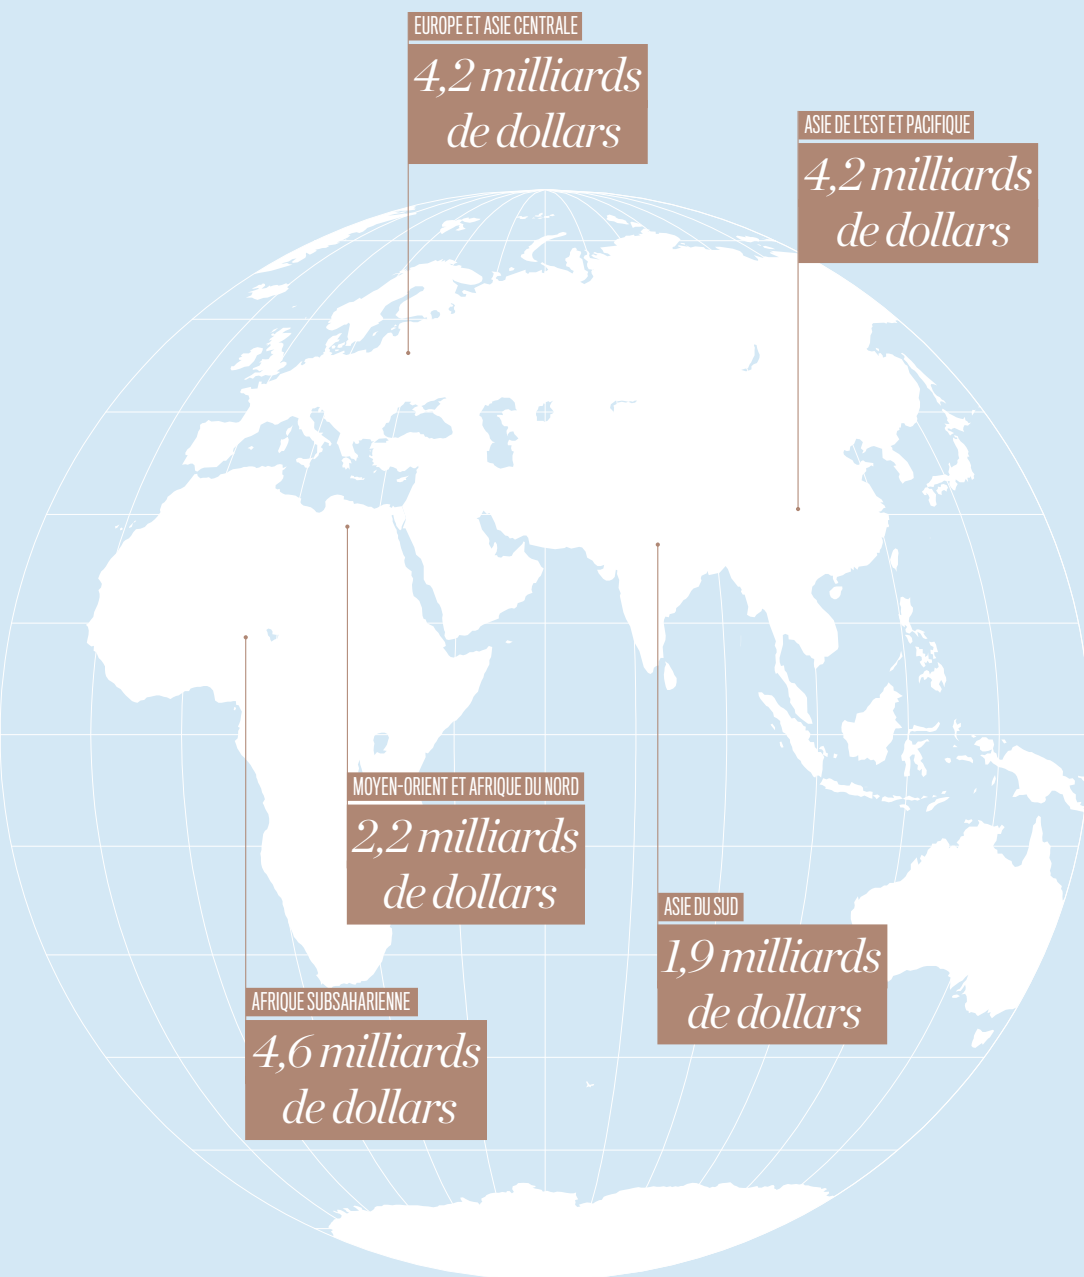 EUROPE ET ASIE CENTRALE
4,2 milliards
de dollars
ASIE DE L'EST ET PACIFIQUE
4,2 milliards
de dollars
MOYEN-ORIENT ET AFRIQUE DU NORD
2,2 milliards
de dollars
ASIE DU SUD
1,9 milliards
de dollars
AFRIQUE SUBSAHARIENNE
4,6 milliards
de dollars